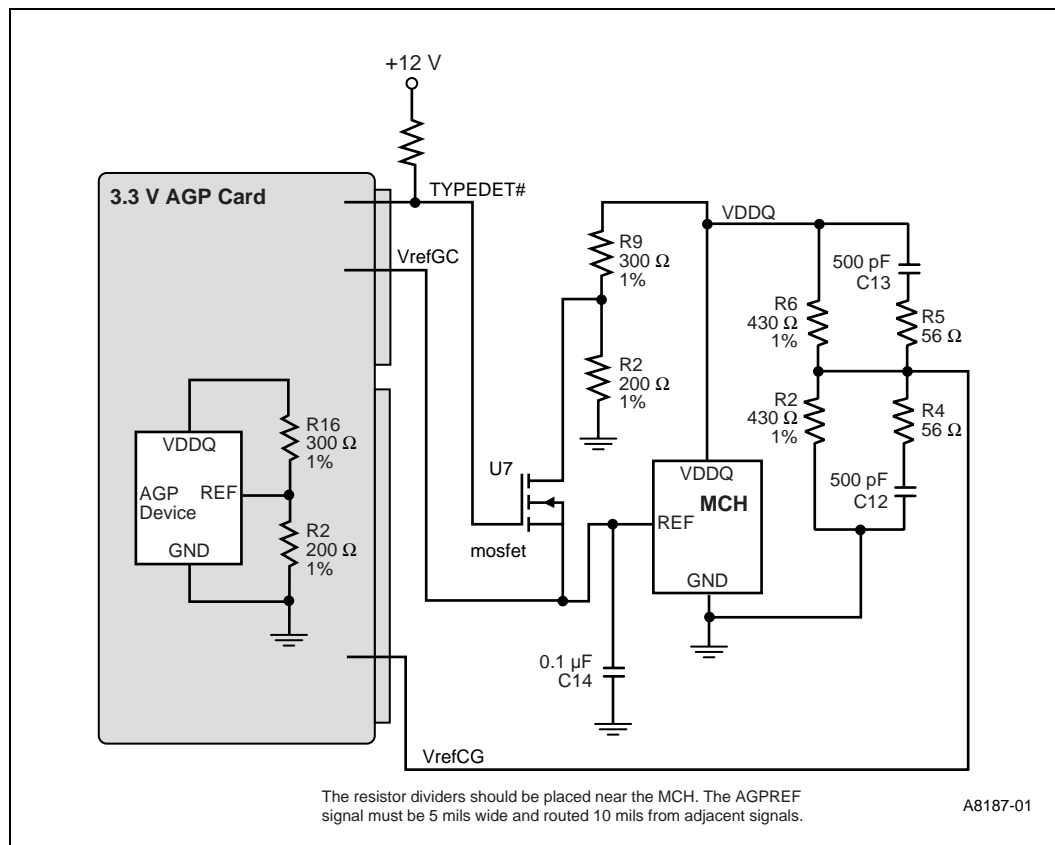 +12 V
3.3 V AGP Card
TYPEDET#
VDDQ
VrefGC
R9
300 Ω
1%
500 pF
C13
R6
430 Ω
1%
R5
56 Ω
R2
200 Ω
1%
R2
430 Ω
1%
R4
56 Ω
R16
300 Ω
1%
VDDQ
AGP
Device
REF
GND
R2
200 Ω
1%
U7
mosfet
VDDQ
MCH
REF
GND
500 pF
C12
0.1 µF
C14
VrefCG
The resistor dividers should be placed near the MCH. The AGPREF
signal must be 5 mils wide and routed 10 mils from adjacent signals.
A8187-01